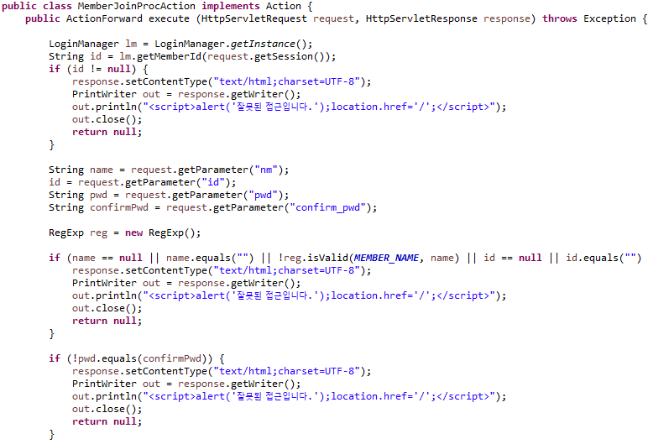 public class MemberJoinProcAction implements Action {
public ActionForward execute (HttpServletRequest request, HttpServletResponse response) throws Exception {
LoginManager lm = LoginManager.getInstance();
String id = lm.getMemberId(request.getSession());
if (id != null) {
response.setContentType("text/html;charset=UTF-8");
PrintWriter out = response.getWriter();
out.println("<script>alert('잘못된 접근입니다.');location.href='/';</script>");
out.close();
return null;
}
String name = request.getParameter("nm");
id = request.getParameter("id");
String pwd = request.getParameter("pwd");
String confirmPwd = request.getParameter("confirm_pwd");
RegExp reg = new RegExp();
if (name == null || name.equals("") || !reg.isValid(MEMBER_NAME, name) || id == null || id.equals("")
response.setContentType("text/html;charset=UTF-8");
PrintWriter out = response.getWriter();
out.println("<script>alert('잘못된 접근입니다.');location.href='/';</script>");
out.close();
return null;
}
if (!pwd.equals(confirmPwd)) {
response.setContentType("text/html;charset=UTF-8");
PrintWriter out = response.getWriter();
out.println("<script>alert('잘못된 접근입니다.');location.href='/';</script>");
out.close();
return null;
}